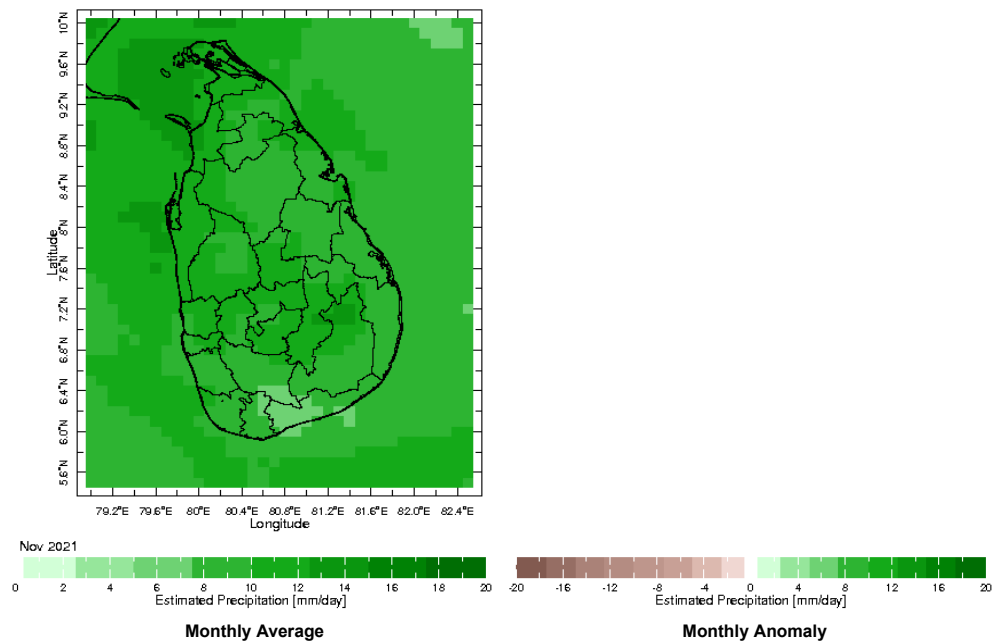 10°N
9.6°N
9.2°N
8.8°N
8.4°N
8°N
7.6°N
7.2°N
6.8°N
6.4°N
6.0°N
5.6°N
Latitude
79.2°E 79.6°E 80°E 80.4°E 80.8°E 81.2°E 81.6°E 82.0°E 82.4°E
Longitude
Nov 2021
0 2 4 6 8 10 12 14 16 18 20
Estimated Precipitation [mm/day]
Monthly Average
-20 -16 -12 -8 -4 0 4 8 12 16 20
Estimated Precipitation [mm/day]
Monthly Anomaly